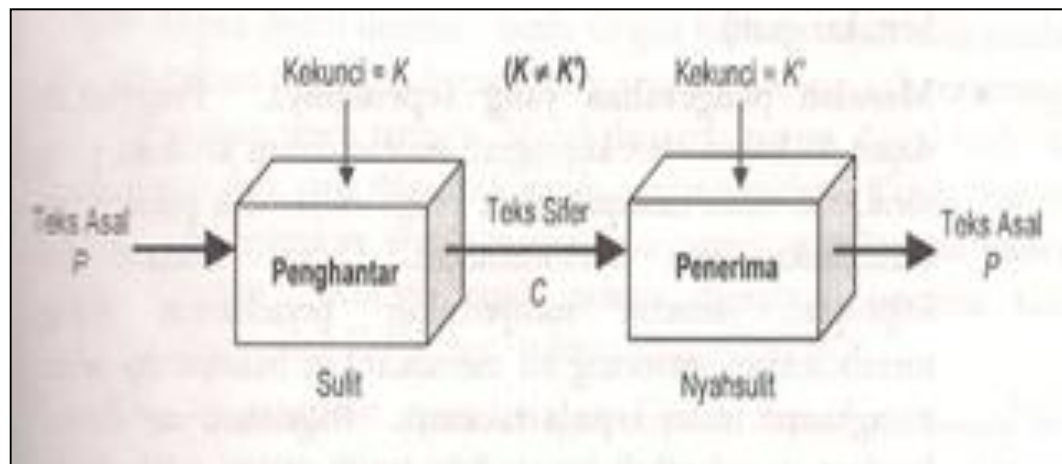 Kekunci = K
(K ≠ K')
Kekunci = K'
Teks Asal
P
Penghantar
Teks Sifer
C
Penerima
Teks Asal
P
Sulit
Nyahsulit